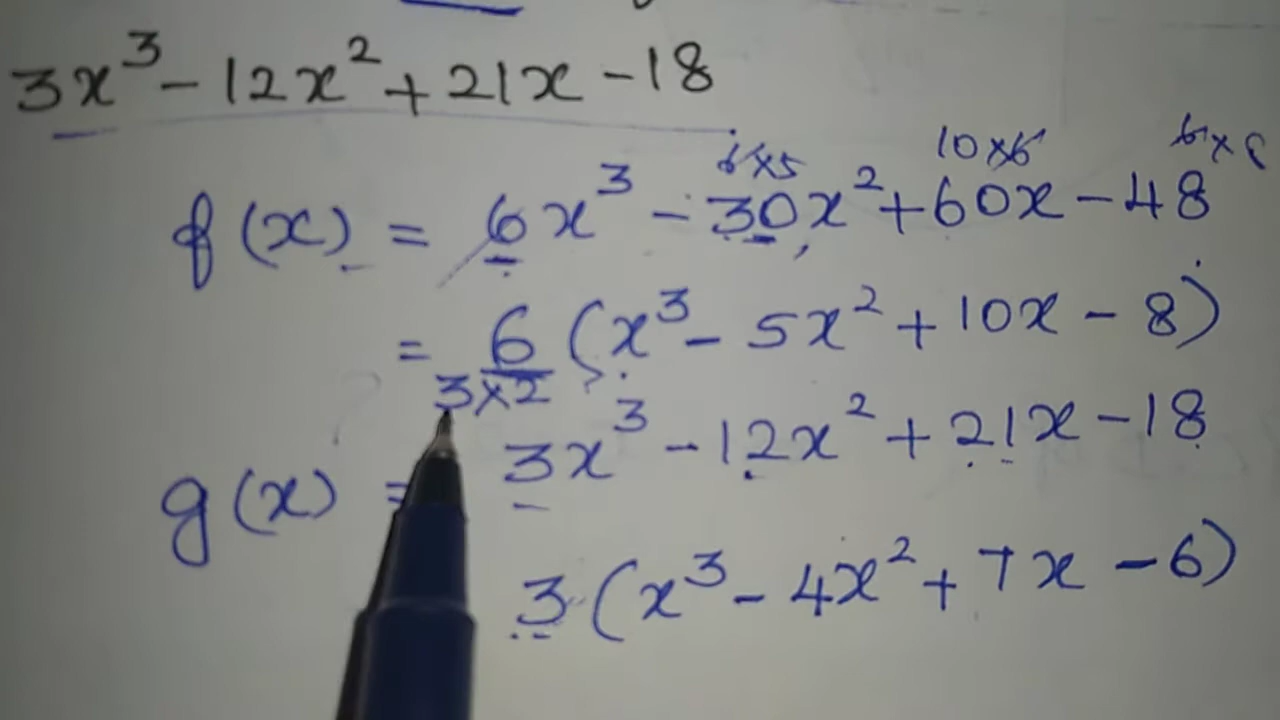 3x³ - 12x² + 21x - 18
6x5 10x6 6x8
f(x) = 6x³ - 30x² + 60x - 48
= 6 (x³ - 5x² + 10x - 8)
3x2
g(x) = 3x³ - 12x² + 21x - 18
3 (x³ - 4x² + 7x - 6)